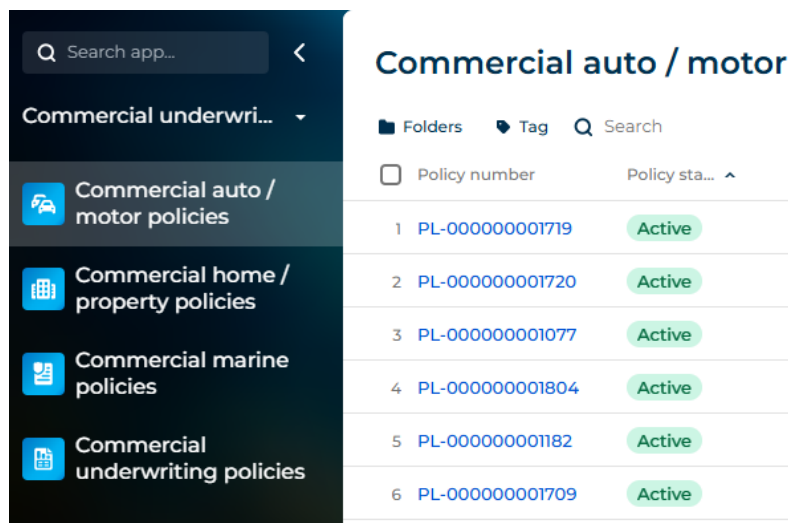 Search app...
Commercial underwri...
Commercial auto /
motor policies
Commercial home /
property policies
Commercial marine
policies
Commercial
underwriting policies
Commercial auto / motor
Folders Tag Search
Policy number Policy sta...
1 PL-000000001719 Active
2 PL-000000001720 Active
3 PL-000000001077 Active
4 PL-000000001804 Active
5 PL-000000001182 Active
6 PL-000000001709 Active